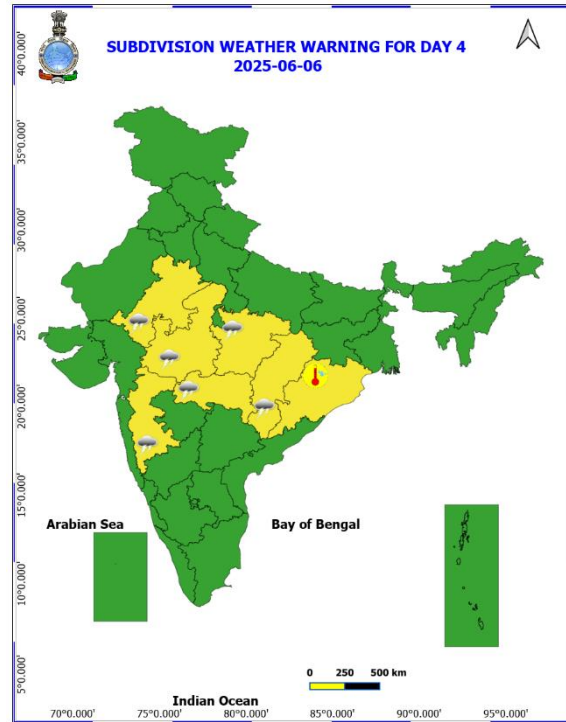 SUBDIVISION WEATHER WARNING FOR DAY 4
2025-06-06
40°0.000'
35°0.000'
30°0.000'
25°0.000'
20°0.000'
15°0.000'
10°0.000'
5°0.000'
Arabian Sea
Bay of Bengal
0 250 500 km
Indian Ocean
70°0.000' 75°0.000' 80°0.000' 85°0.000' 90°0.000' 95°0.000'